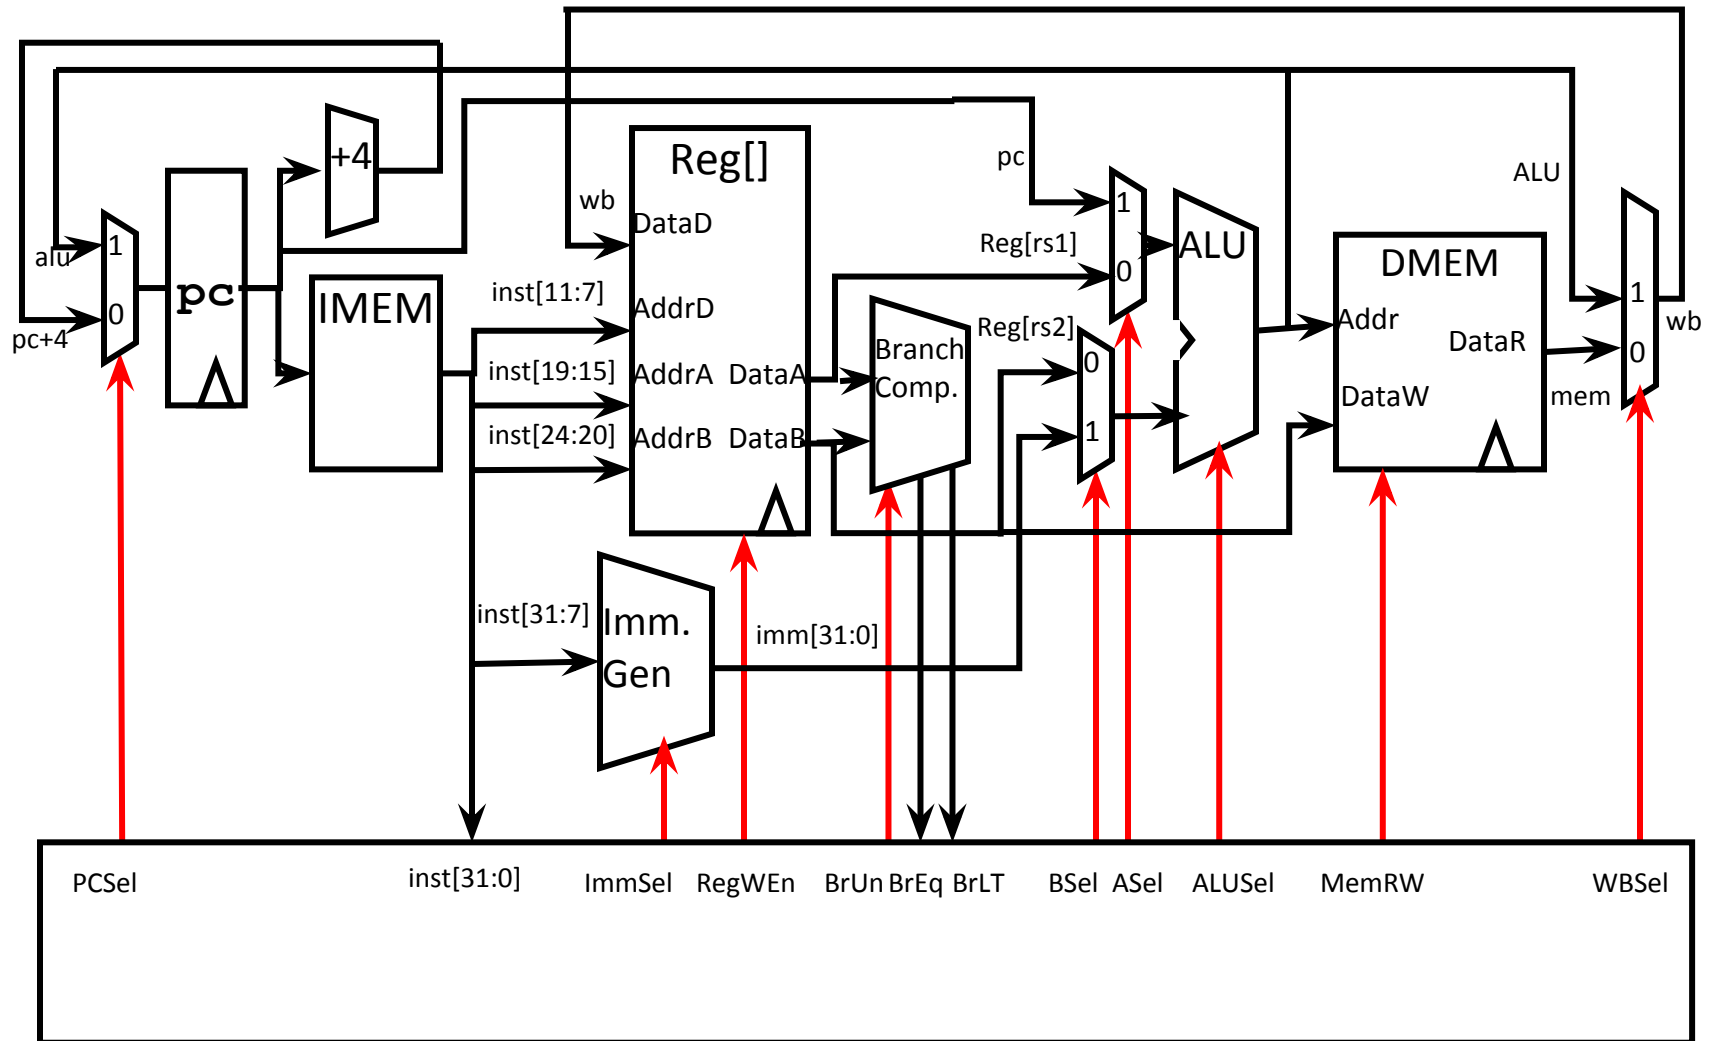 +4
Reg[]
pc
ALU
wb
DataD
Reg[rs1]
1
0
ALU
DMEM
alu
1
0
pc
pc+4
IMEM
inst[11:7]
AddrD
Reg[rs2]
Addr
DataR
1
0
wb
inst[19:15]
AddrA
DataA
Branch
Comp.
0
1
DataW
mem
inst[24:20]
AddrB
DataB
inst[31:7]
Imm.
Gen
imm[31:0]
PCSel
inst[31:0]
ImmSel
RegWEn
BrUn
BrEq
BrLT
BSel
ASel
ALUSel
MemRW
WBSel